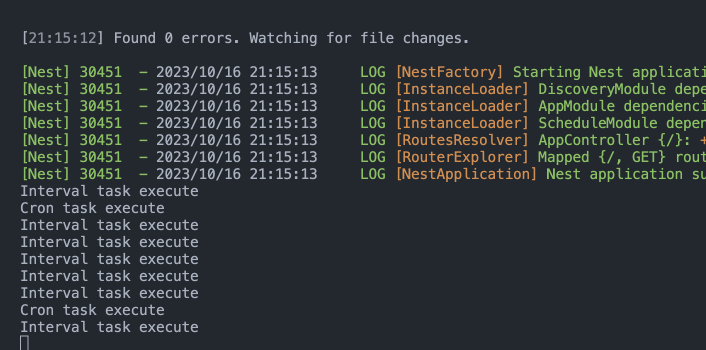 [21:15:12] Found 0 errors. Watching for file changes.
[Nest] 30451 - 2023/10/16 21:15:13 LOG [NestFactory] Starting Nest applicati
[Nest] 30451 - 2023/10/16 21:15:13 LOG [InstanceLoader] DiscoveryModule depe
[Nest] 30451 - 2023/10/16 21:15:13 LOG [InstanceLoader] AppModule dependenci
[Nest] 30451 - 2023/10/16 21:15:13 LOG [InstanceLoader] ScheduleModule depen
[Nest] 30451 - 2023/10/16 21:15:13 LOG [RoutesResolver] AppController {/}: +
[Nest] 30451 - 2023/10/16 21:15:13 LOG [RouterExplorer] Mapped {/, GET} rout
[Nest] 30451 - 2023/10/16 21:15:13 LOG [NestApplication] Nest application su
Interval task execute
Cron task execute
Interval task execute
Interval task execute
Interval task execute
Interval task execute
Interval task execute
Cron task execute
Interval task execute